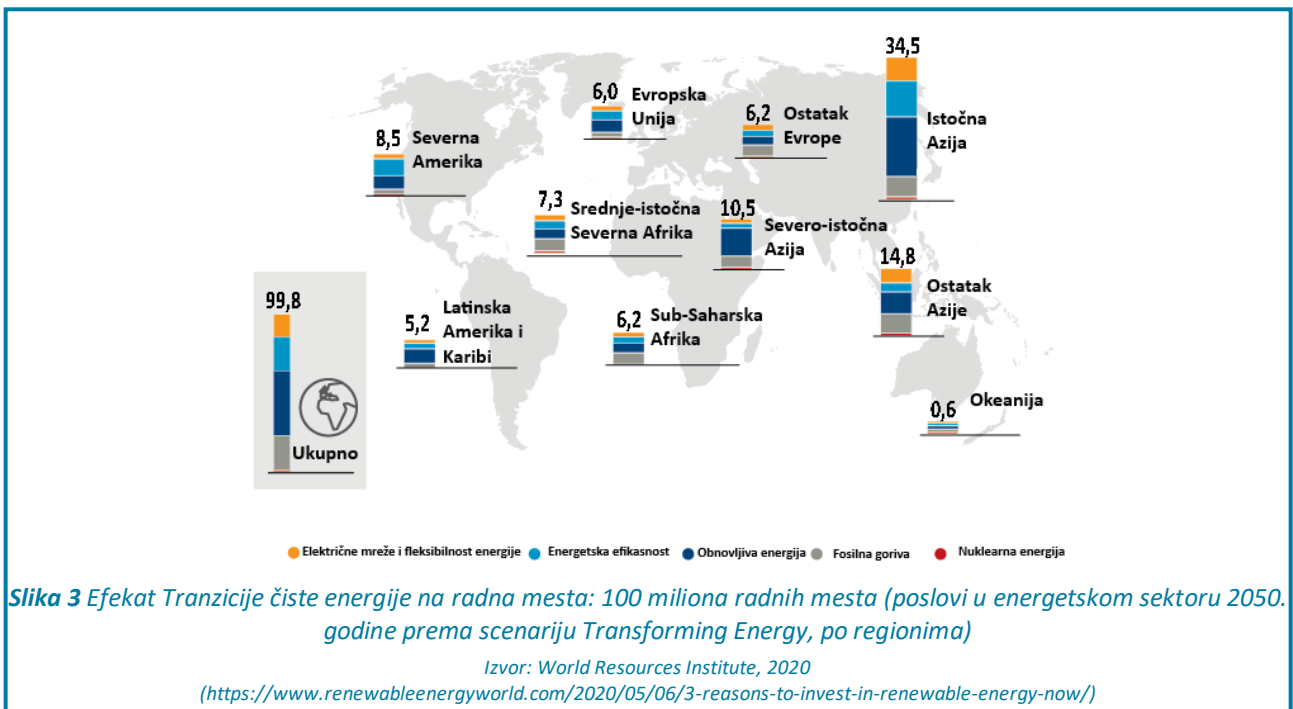 34,5
Istočna
Azija
6,0
Evropska
Unija
6,2
Ostatak
Evrope
8,5
Severna
Amerika
7,3
Srednje-istočna
Severna Afrika
10,5
Severo-istočna
Azija
14,8
Ostatak
Azije
99,8
Ukupno
5,2
Latinska
Amerika i
Karibi
6,2
Sub-Saharska
Afrika
0,6
Okeanija
Električne mreže i fleksibilnost energije Energetska efikasnost Obnovljiva energija Fosilna goriva Nuklearna energija
Slika 3 Efekat Tranzicije čiste energije na radna mesta: 100 miliona radnih mesta (poslovi u energetskom sektoru 2050.
godine prema scenariju Transforming Energy, po regionima)
Izvor: World Resources Institute, 2020
(https://www.renewableenergyworld.com/2020/05/06/3-reasons-to-invest-in-renewable-energy-now/)